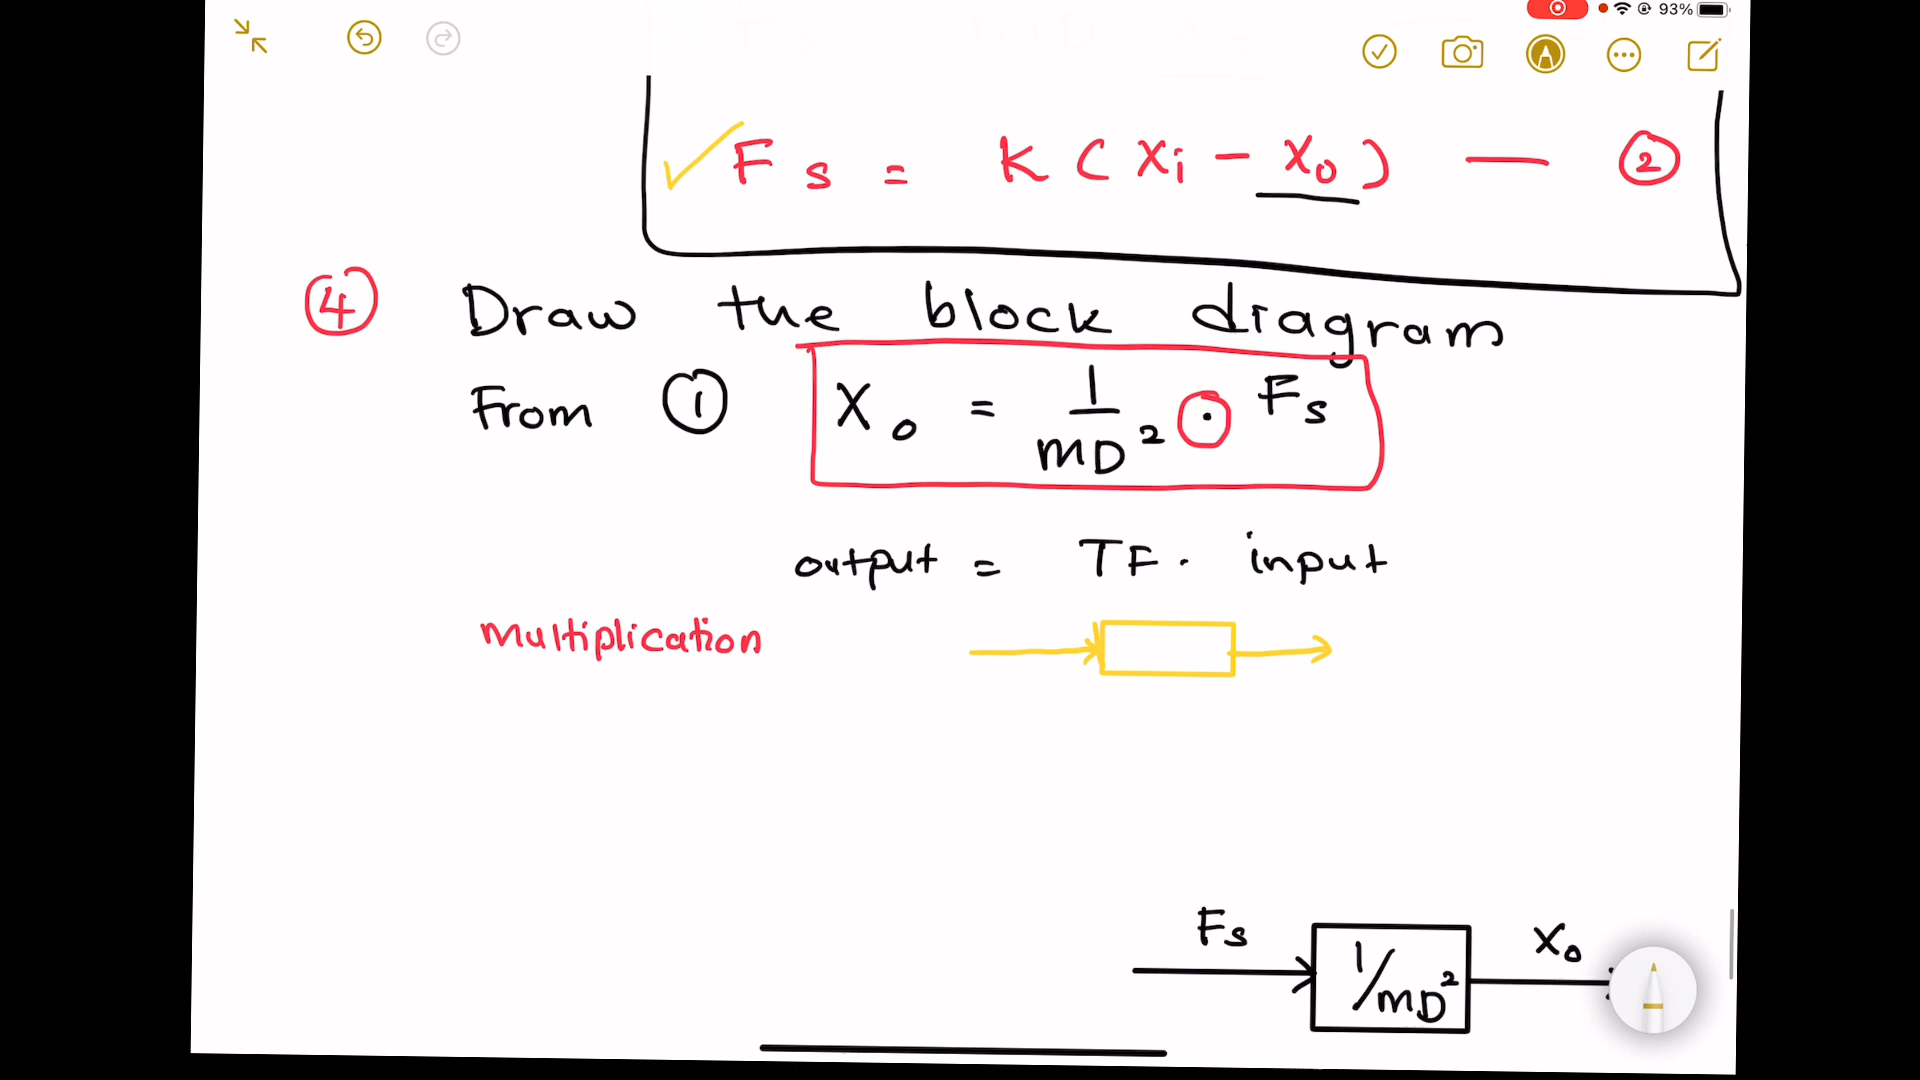 93%
Fs = K(Xi - Xo) — ②
④ Draw the block diagram
From ① Xo = 1/MD² · Fs
output = TF. input
Multiplication
Fs 1/MD² Xo